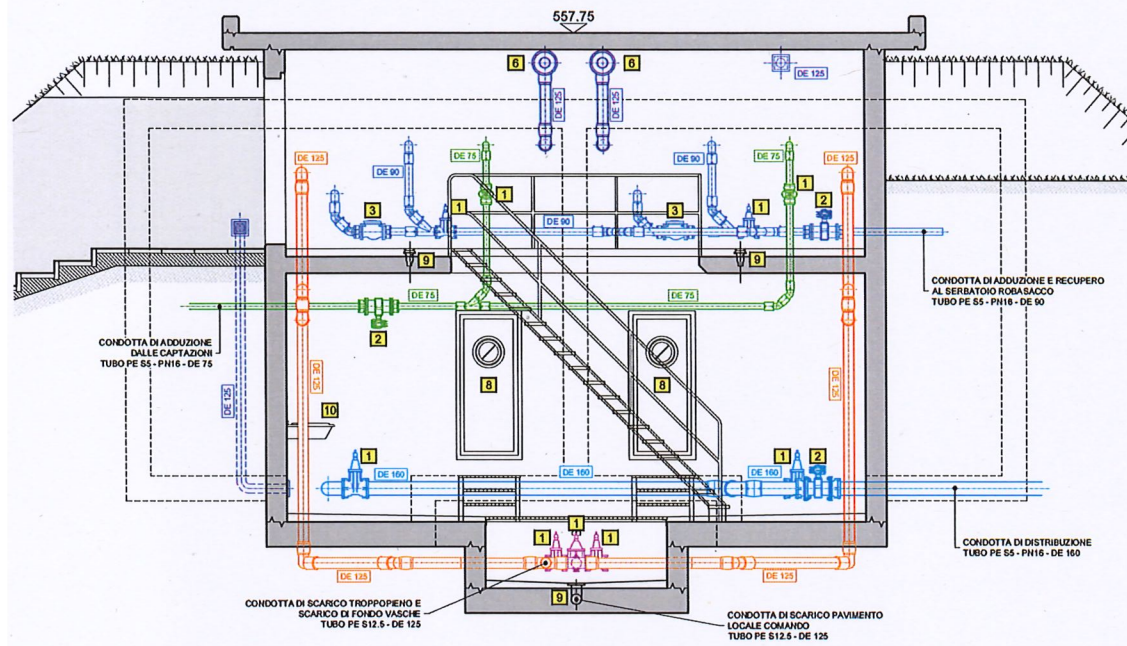 557.75
6
6
DE 125
DE 125
DE 125
DE 125
DE 90
DE 75
DE 90
DE 75
DE 125
1
1
2
3
1
DE 90
3
1
9
9
CONDOTTA DI ADDUZIONE E RECUPERO
AL SERBATOIO ROBASACCO
TUBO PE S5 - PN16 - DE 90
DE 75
DE 75
2
CONDOTTA DI ADDUZIONE
DALLE CAPTAZIONI
TUBO PE S5 - PN16 - DE 75
DE 125
DE 125
DE 125
8
8
10
1
DE 160
DE 160
DE 160
1
2
1
1
1
CONDOTTA DI DISTRIBUZIONE
TUBO PE S5 - PN16 - DE 160
DE 125
DE 125
9
CONDOTTA DI SCARICO TROPPOPIENO E
SCARICO DI FONDO VASCHE
TUBO PE S12.5 - DE 125
CONDOTTA DI SCARICO PAVIMENTO
LOCALE COMANDO
TUBO PE S12.5 - DE 125